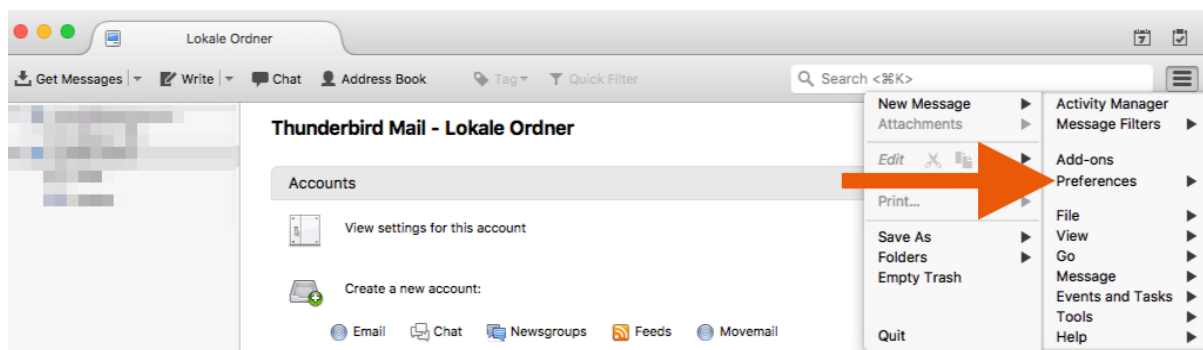 Lokale Ordner
Get Messages Write Chat Address Book Tag Quick Filter Search <⌘K>
Thunderbird Mail - Lokale Ordner
Accounts
View settings for this account
Create a new account:
Email Chat Newsgroups Feeds Movemail
New Message
Attachments
Edit
Print...
Save As
Folders
Empty Trash
Quit
Activity Manager
Message Filters
Add-ons
Preferences
File
View
Go
Message
Events and Tasks
Tools
Help